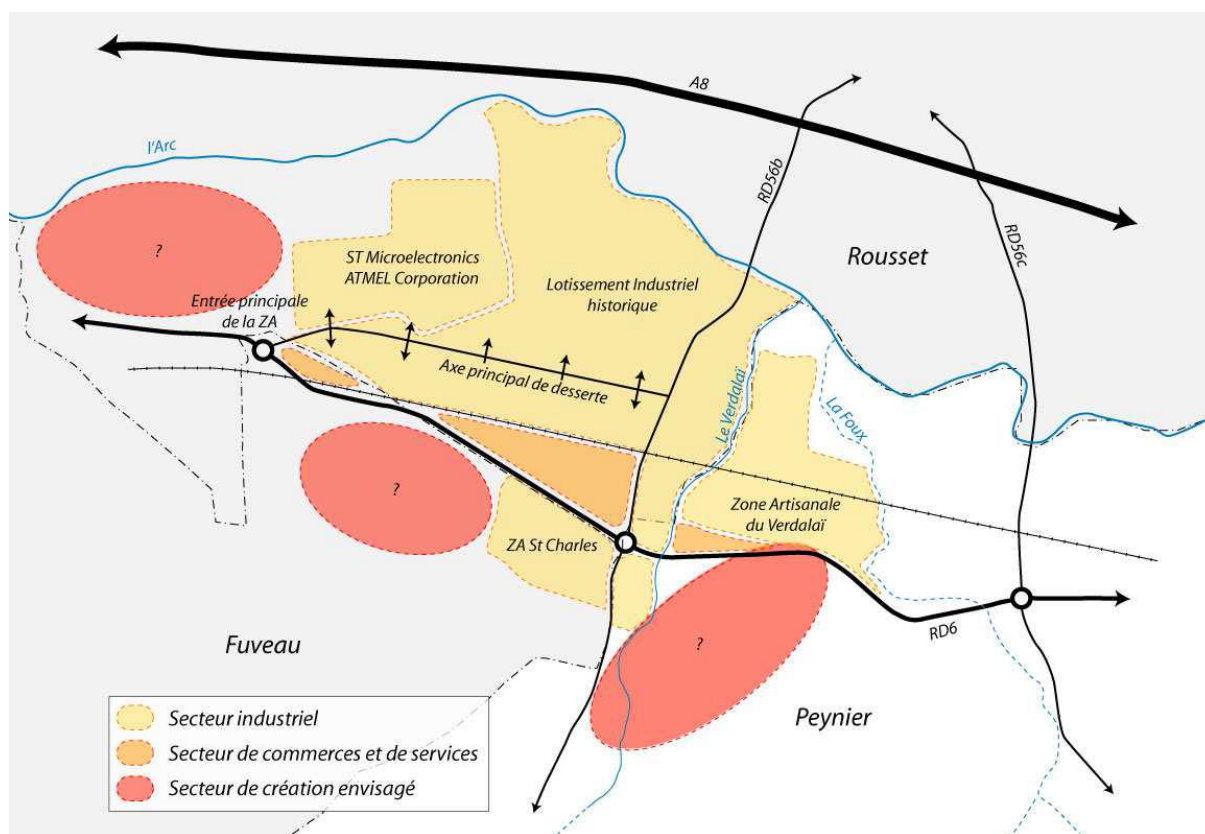 A8
l'Arc
RD56b
RD56c
?
ST Microelectronics
ATMEL Corporation
Lotissement Industriel
historique
Rousset
Entrée principale
de la ZA
Axe principal de desserte
Le Verdalaï
La Foux
?
Zone Artisanale
du Verdalaï
ZA St Charles
RD6
?
Fuveau
Peynier
Secteur industriel
Secteur de commerces et de services
Secteur de création envisagé